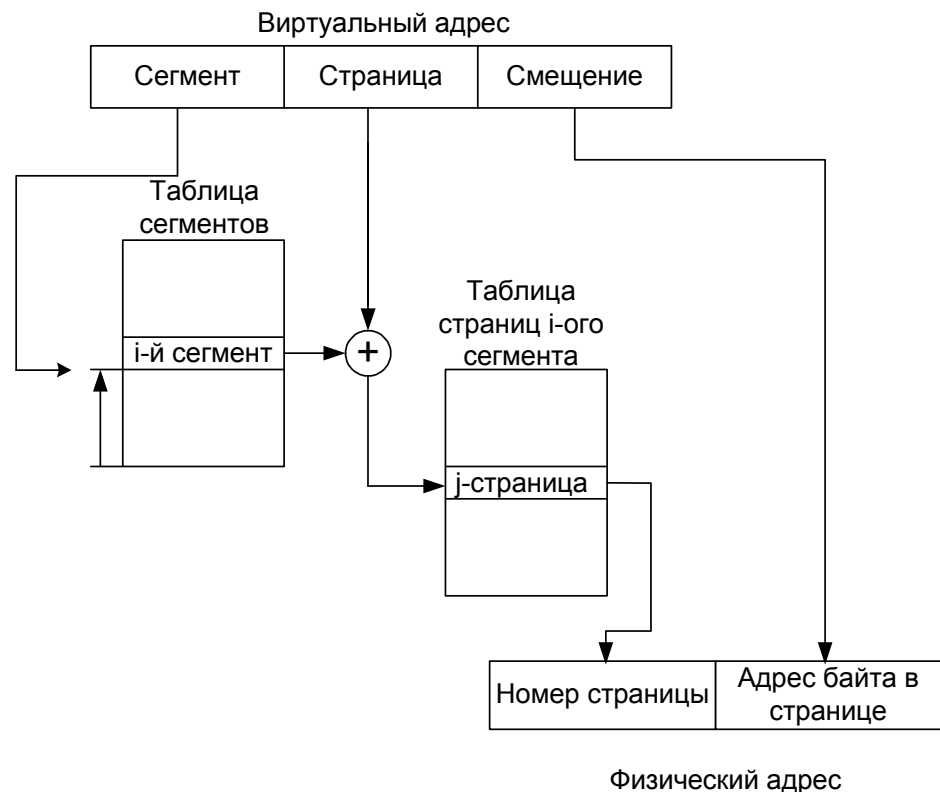 Виртуальный адрес
Сегмент
Страница
Смещение
Таблица
сегментов
i-й сегмент
+
Таблица
страниц i-ого
сегмента
j-страница
Номер страницы
Адрес байта в
странице
Физический адрес